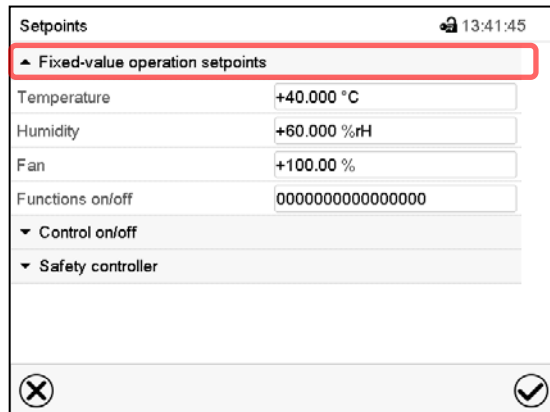 Setpoints 13:41:45
Fixed-value operation setpoints
Temperature +40.000 °C
Humidity +60.000 %rH
Fan +100.00 %
Functions on/off 0000000000000000
Control on/off
Safety controller